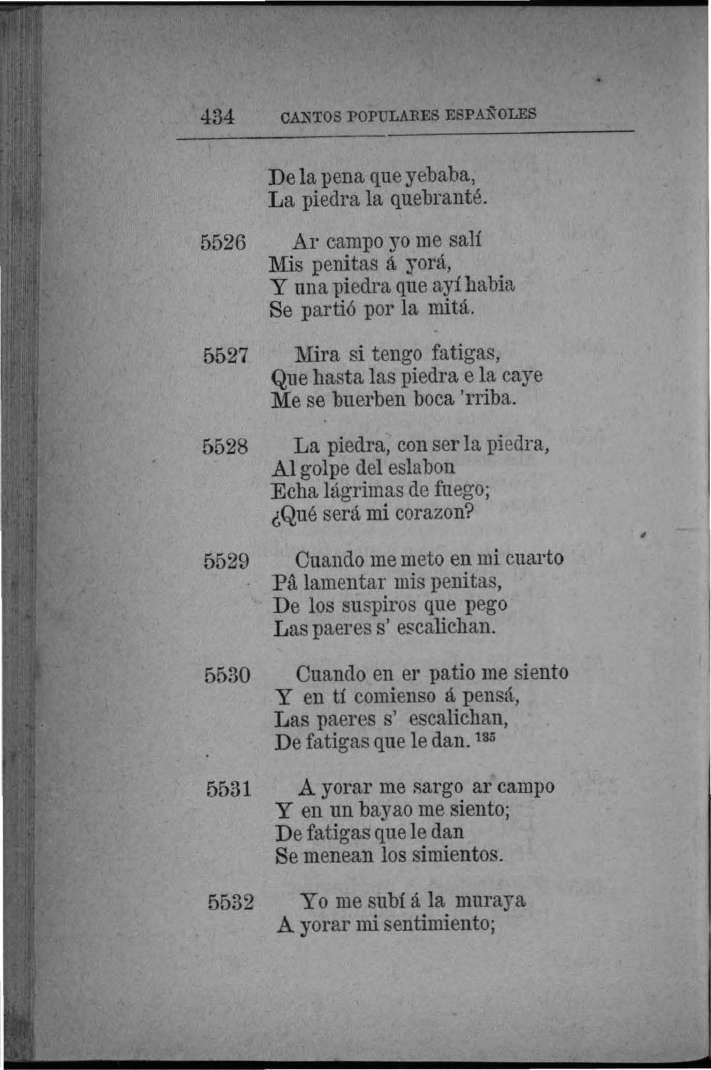 434 CANTOS POPULARES ESPAÑOLES
De la pena que yebaba,
La piedra la quebranté.
5526 Ar campo yo me salí
Mis penitas á yorá,
Y una piedra que ayí habia
Se partió por la mitá.
5527 Mira si tengo fatigas,
Que hasta las piedra e la caye
Me se buerben boca 'rriba.
5528 La piedra, con ser la piedra,
Al golpe del eslabon
Echa lágrimas de fuego;
¿Qué será mi corazon?
5529 Cuando me meto en mi cuarto
Pâ lamentar mis penitas,
De los suspiros que pego
Las paeres s' escalichan.
5530 Cuando en er patio me siento
Y en tí comienso á pensá,
Las paeres s' escalichan,
De fatigas que le dan. 135
5531 A yorar me sargo ar campo
Y en un bayao me siento;
De fatigas que le dan
Se menean los simientos.
5532 Yo me subí á la muraya
A yorar mi sentimiento;